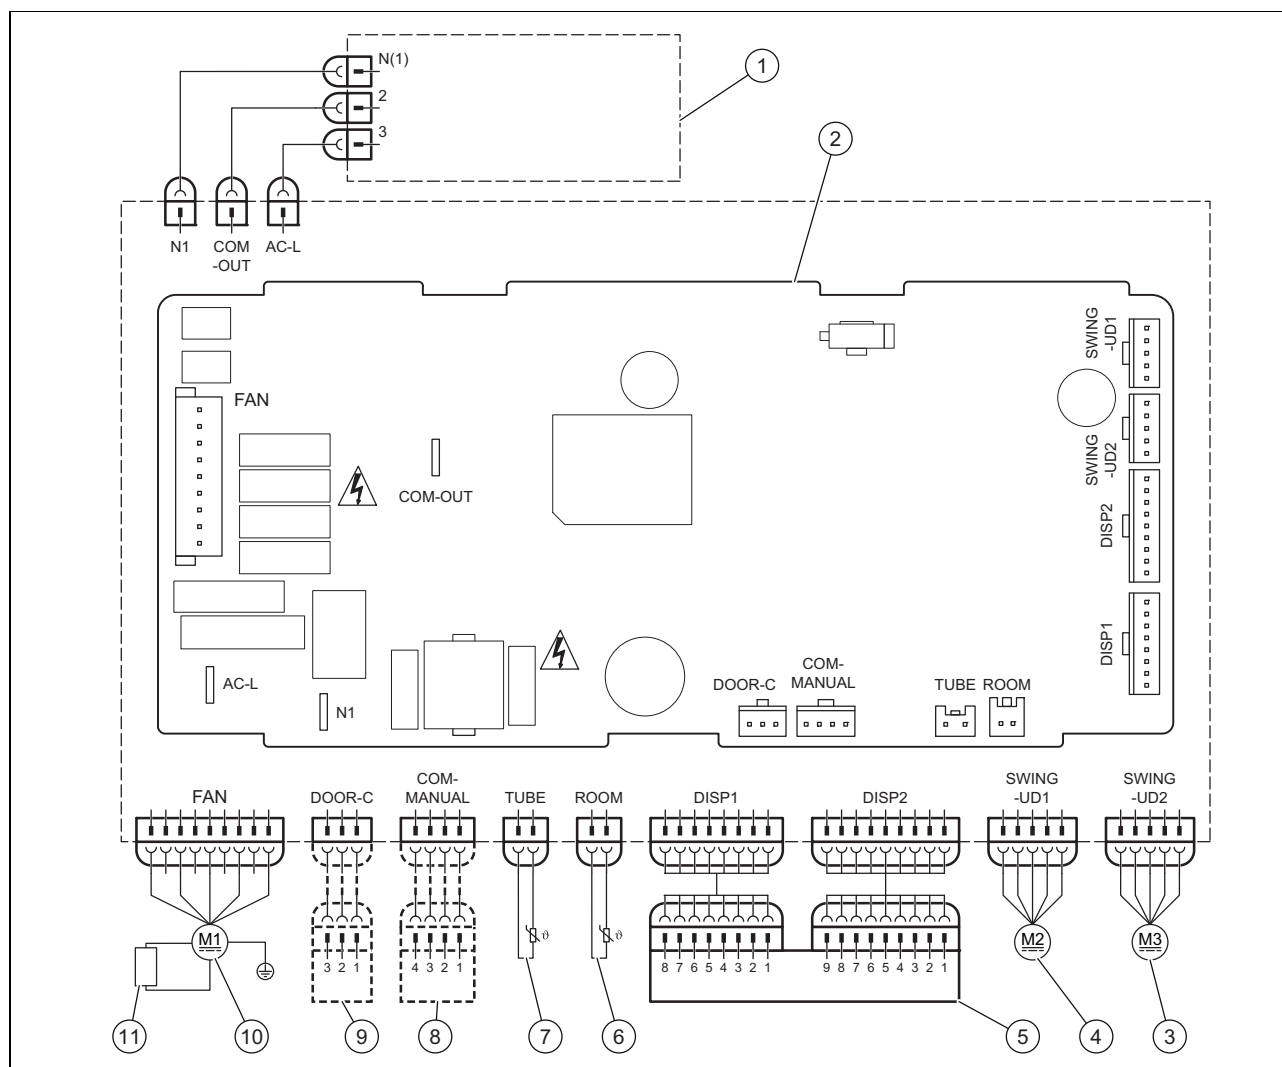 N(1)
1
2
3
2
N1
COM
-OUT
AC-L
SWING
-UD1
FAN
SWING
-UD2
COM-OUT
DISP2
DISP1
AC-L
N1
DOOR-C
COM-
MANUAL
TUBE
ROOM
FAN
DOOR-C
COM-
MANUAL
TUBE
ROOM
DISP1
DISP2
SWING
-UD1
SWING
-UD2
ϑ
ϑ
M1
M2
M3
3 2 1
4 3 2 1
8 7 6 5 4 3 2 1
9 8 7 6 5 4 3 2 1
11
10
9
8
7
6
5
4
3